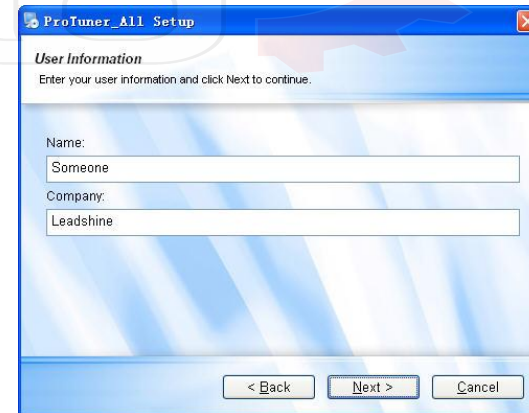 ProTuner_All Setup
User Information
Enter your user information and click Next to continue.
Name:
Someone
Company:
Leadshine
< Back
Next >
Cancel